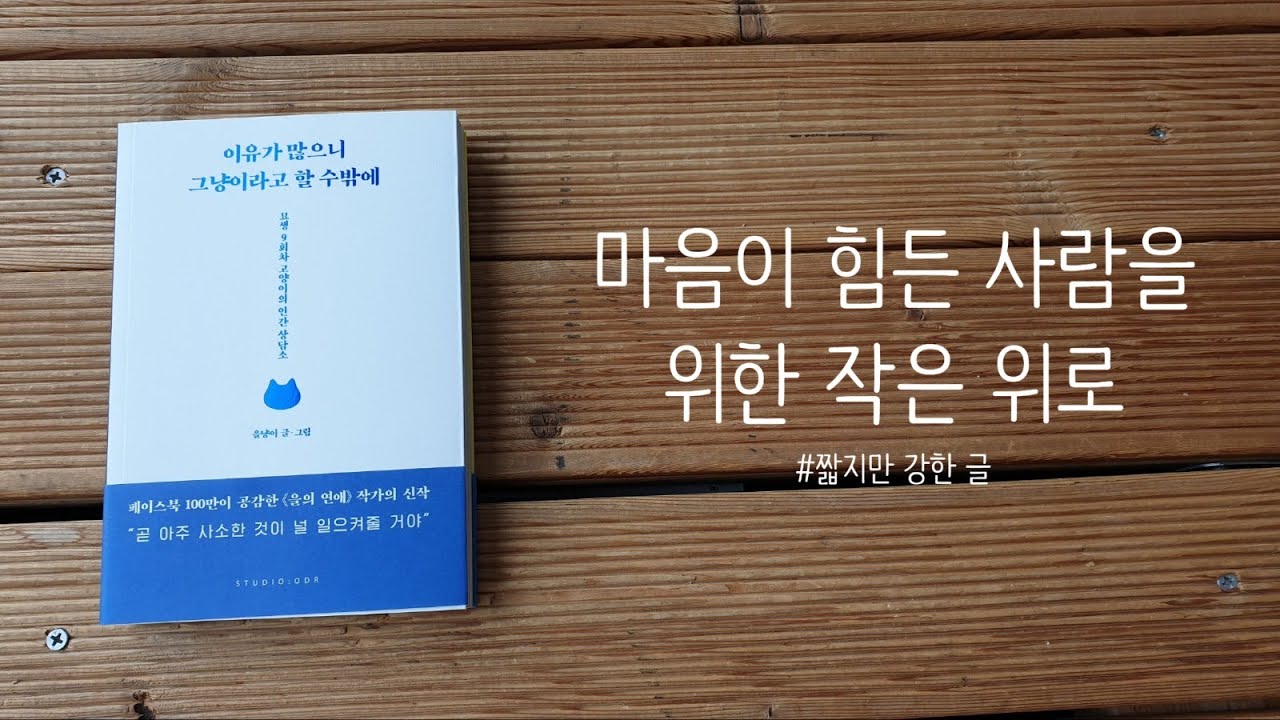 이유가 많으니
그냥이라고 할 수밖에
묘생 9회차 고양이의 인간 상담소
을냥이 글·그림
페이스북 100만이 공감한 《을의 연애》 작가의 신작
“곧 아주 사소한 것이 널 일으켜줄 거야”
STUDIO:ODR
마음이 힘든 사람을
위한 작은 위로
#짧지만 강한 글